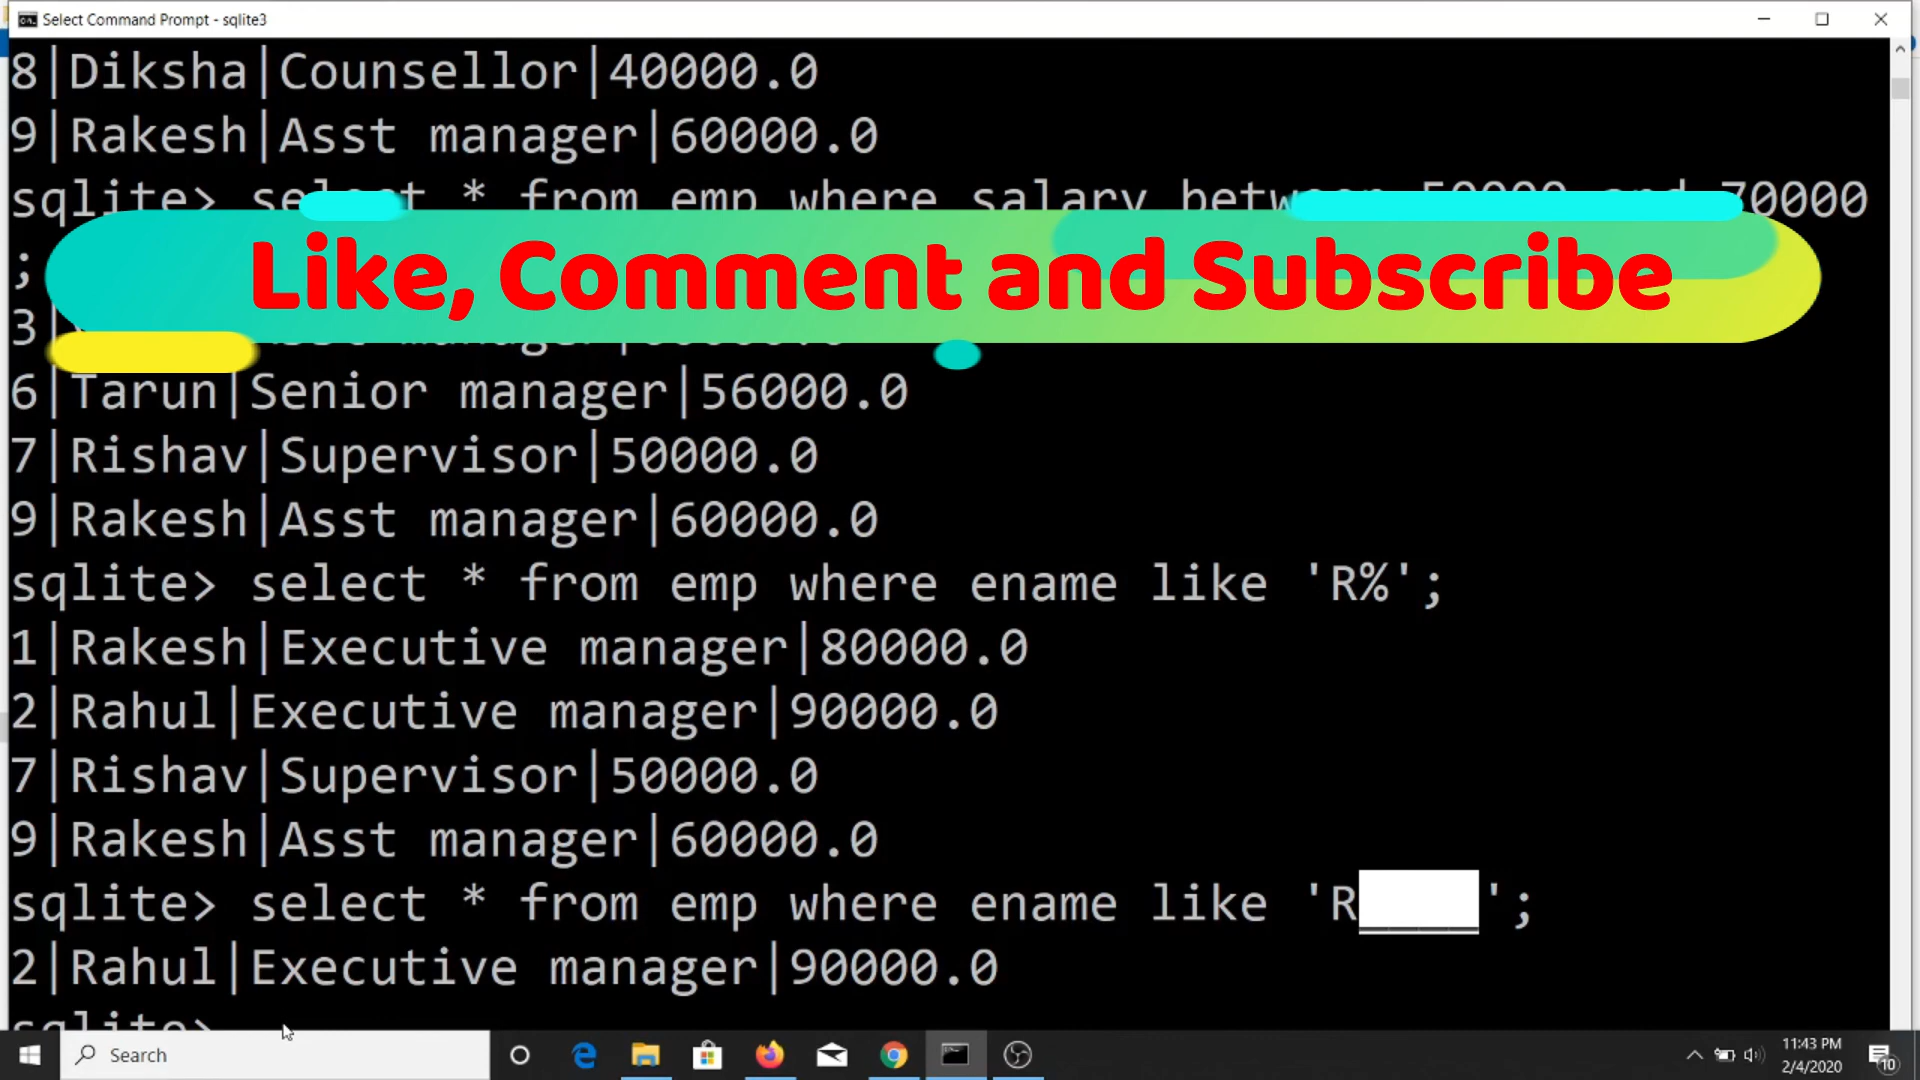 Select Command Prompt - sqlite3
8|Diksha|Counsellor|40000.0
9|Rakesh|Asst manager|60000.0
sqlite> select * from emp where salary between 50000 and 70000
;
Like, Comment and Subscribe
3|
6|Tarun|Senior manager|56000.0
7|Rishav|Supervisor|50000.0
9|Rakesh|Asst manager|60000.0
sqlite> select * from emp where ename like 'R%';
1|Rakesh|Executive manager|80000.0
2|Rahul|Executive manager|90000.0
7|Rishav|Supervisor|50000.0
9|Rakesh|Asst manager|60000.0
sqlite> select * from emp where ename like 'R____';
2|Rahul|Executive manager|90000.0
sqlite>
Search
11:43 PM
2/4/2020
10